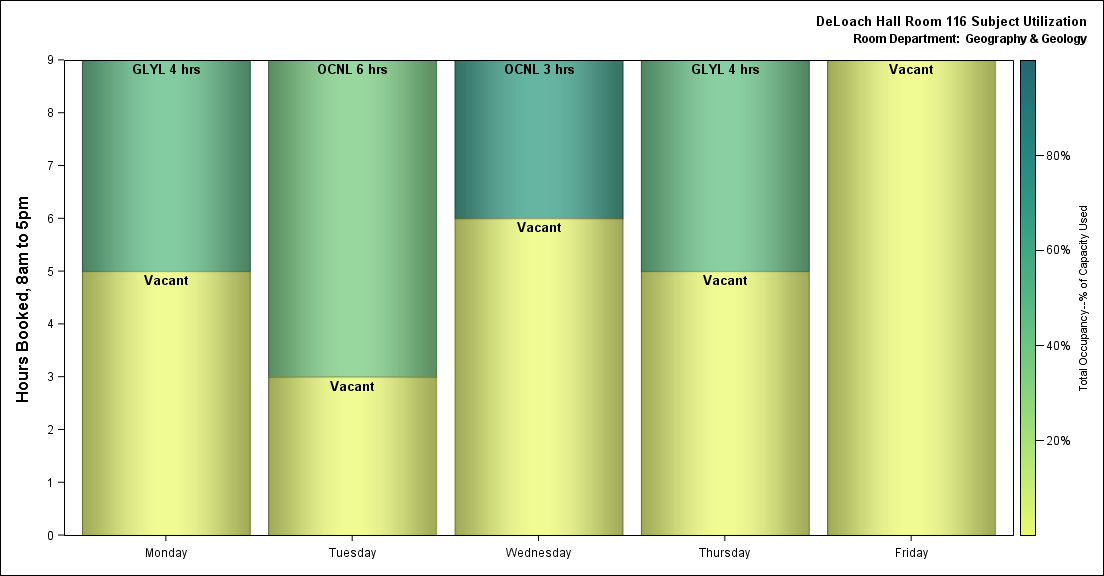 DeLoach Hall Room 116 Subject Utilization
Room Department: Geography & Geology
Hours Booked, 8am to 5pm
9
8
7
6
5
4
3
2
1
0
GLYL 4 hrs
Vacant
OCNL 6 hrs
Vacant
OCNL 3 hrs
Vacant
GLYL 4 hrs
Vacant
Vacant
Monday
Tuesday
Wednesday
Thursday
Friday
80%
60%
40%
20%
Total Occupancy--% of Capacity Used